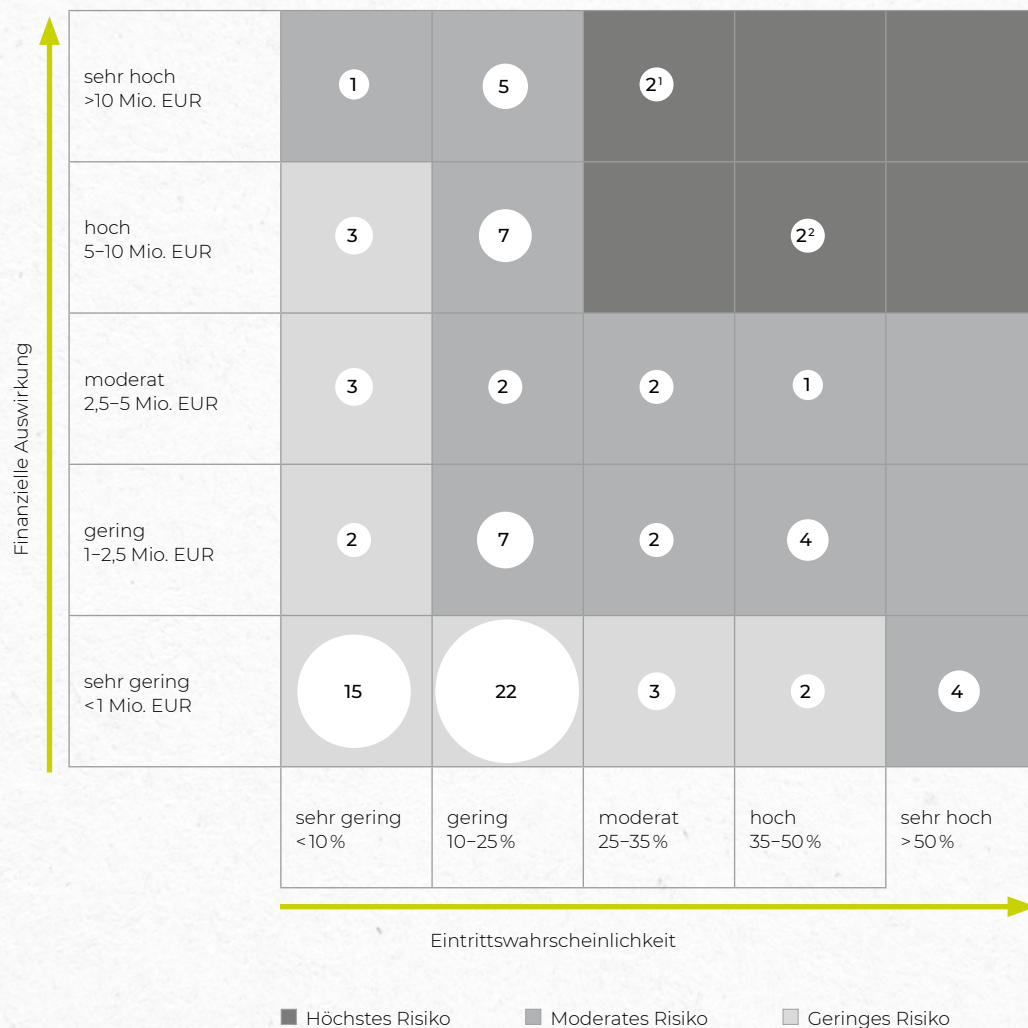 Finanzielle Auswirkung
sehr hoch
>10 Mio. EUR
1
5
2¹
hoch
5–10 Mio. EUR
3
7
2²
moderat
2,5–5 Mio. EUR
3
2
2
1
gering
1–2,5 Mio. EUR
2
7
2
4
sehr gering
<1 Mio. EUR
15
22
3
2
4
sehr gering
<10 %
gering
10–25 %
moderat
25–35 %
hoch
35–50 %
sehr hoch
>50 %
Eintrittswahrscheinlichkeit
Höchstes Risiko
Moderates Risiko
Geringes Risiko